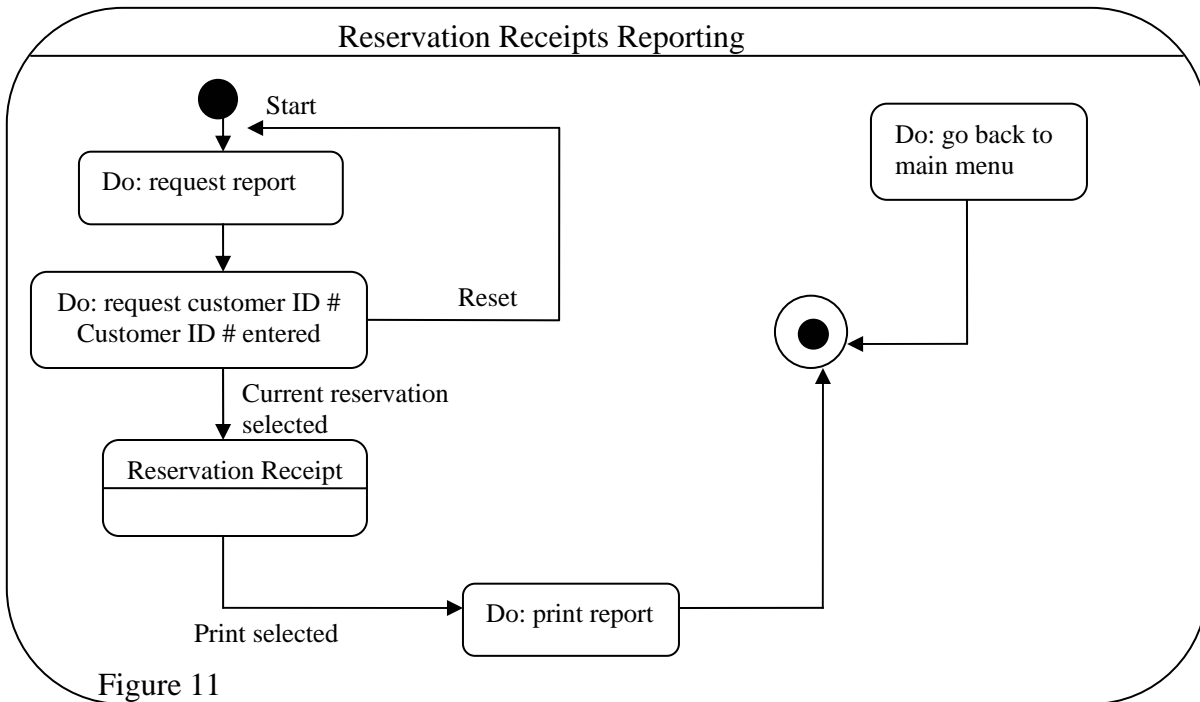 Reservation Receipts Reporting
Start
Do: request report
Do: request customer ID #
Customer ID # entered
Reset
Current reservation
selected
Reservation Receipt
Print selected
Do: print report
Do: go back to
main menu
Figure 11